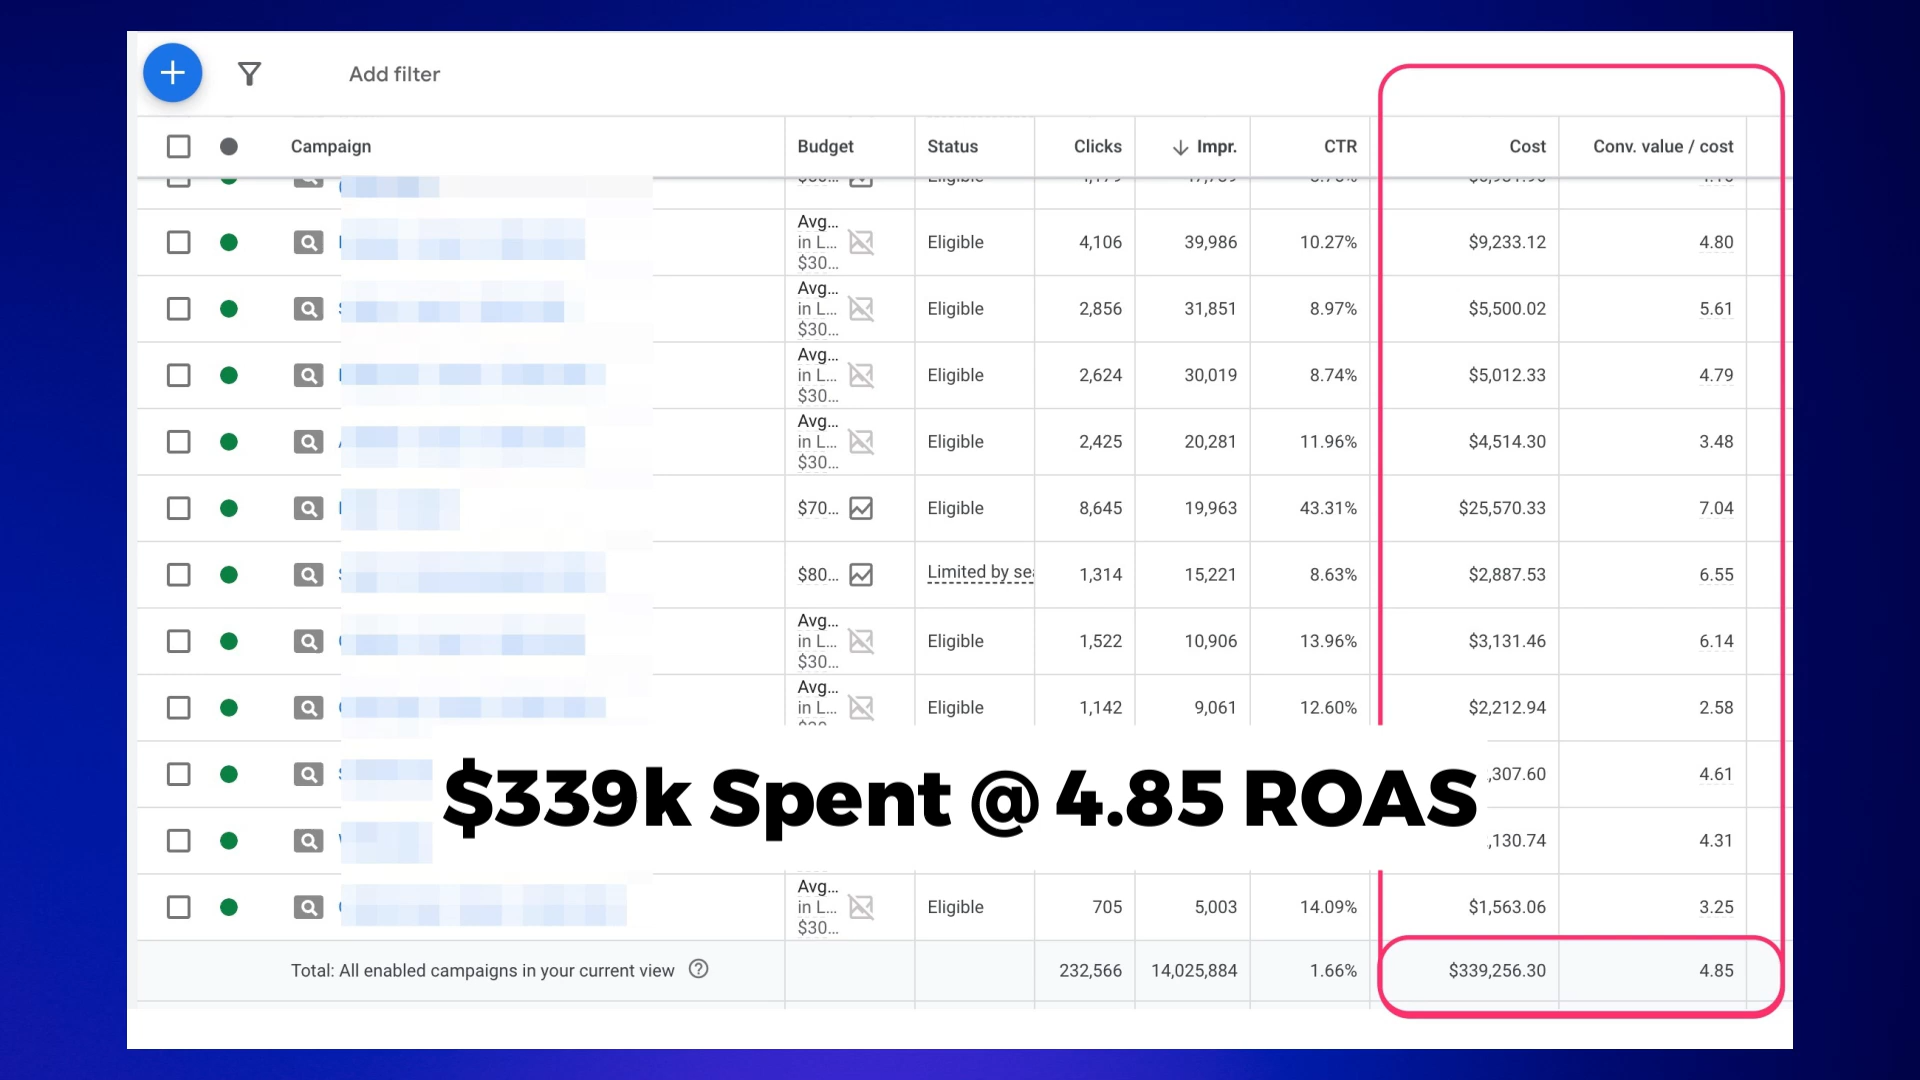 Add filter
Campaign Budget Status Clicks Impr. CTR Cost Conv. value / cost
Avg...
in L...
$30...
Eligible 4,106 39,986 10.27% $9,233.12 4.80
Avg...
in L...
$30...
Eligible 2,856 31,851 8.97% $5,500.02 5.61
Avg...
in L...
$30...
Eligible 2,624 30,019 8.74% $5,012.33 4.79
Avg...
in L...
$30...
Eligible 2,425 20,281 11.96% $4,514.30 3.48
$70... Eligible 8,645 19,963 43.31% $25,570.33 7.04
$80... Limited by sea 1,314 15,221 8.63% $2,887.53 6.55
Avg...
in L...
$30...
Eligible 1,522 10,906 13.96% $3,131.46 6.14
Avg...
in L...
Eligible 1,142 9,061 12.60% $2,212.94 2.58
,307.60 4.61
$339k Spent @ 4.85 ROAS
,130.74 4.31
Avg...
in L...
$30...
Eligible 705 5,003 14.09% $1,563.06 3.25
Total: All enabled campaigns in your current view 232,566 14,025,884 1.66% $339,256.30 4.85